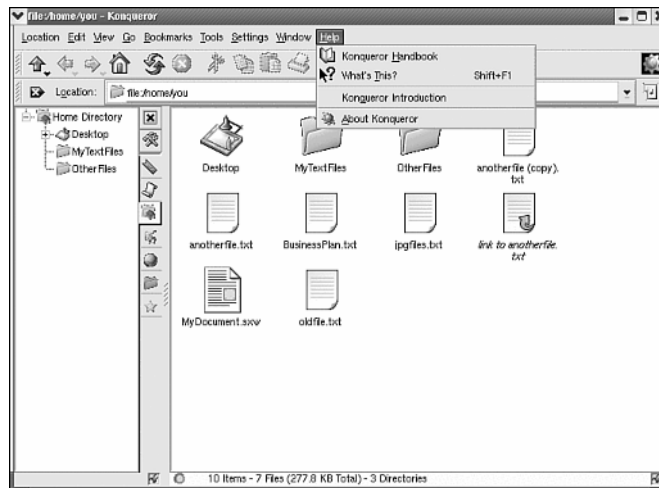 file:/home/you - Konqueror
Location Edit View Go Bookmarks Tools Settings Window Help
Konqueror Handbook
What's This? Shift+F1
Konqueror Introduction
About Konqueror
Location: file:/home/you
Home Directory
Desktop
MyTextFiles
OtherFiles
Desktop
MyTextFiles
OtherFiles
anotherfile (copy).
txt
anotherfile.txt
BusinessPlan.txt
jpgfiles.txt
link to anotherfile.
txt
MyDocument.sxw
oldfile.txt
10 Items - 7 Files (277.8 KB Total) - 3 Directories